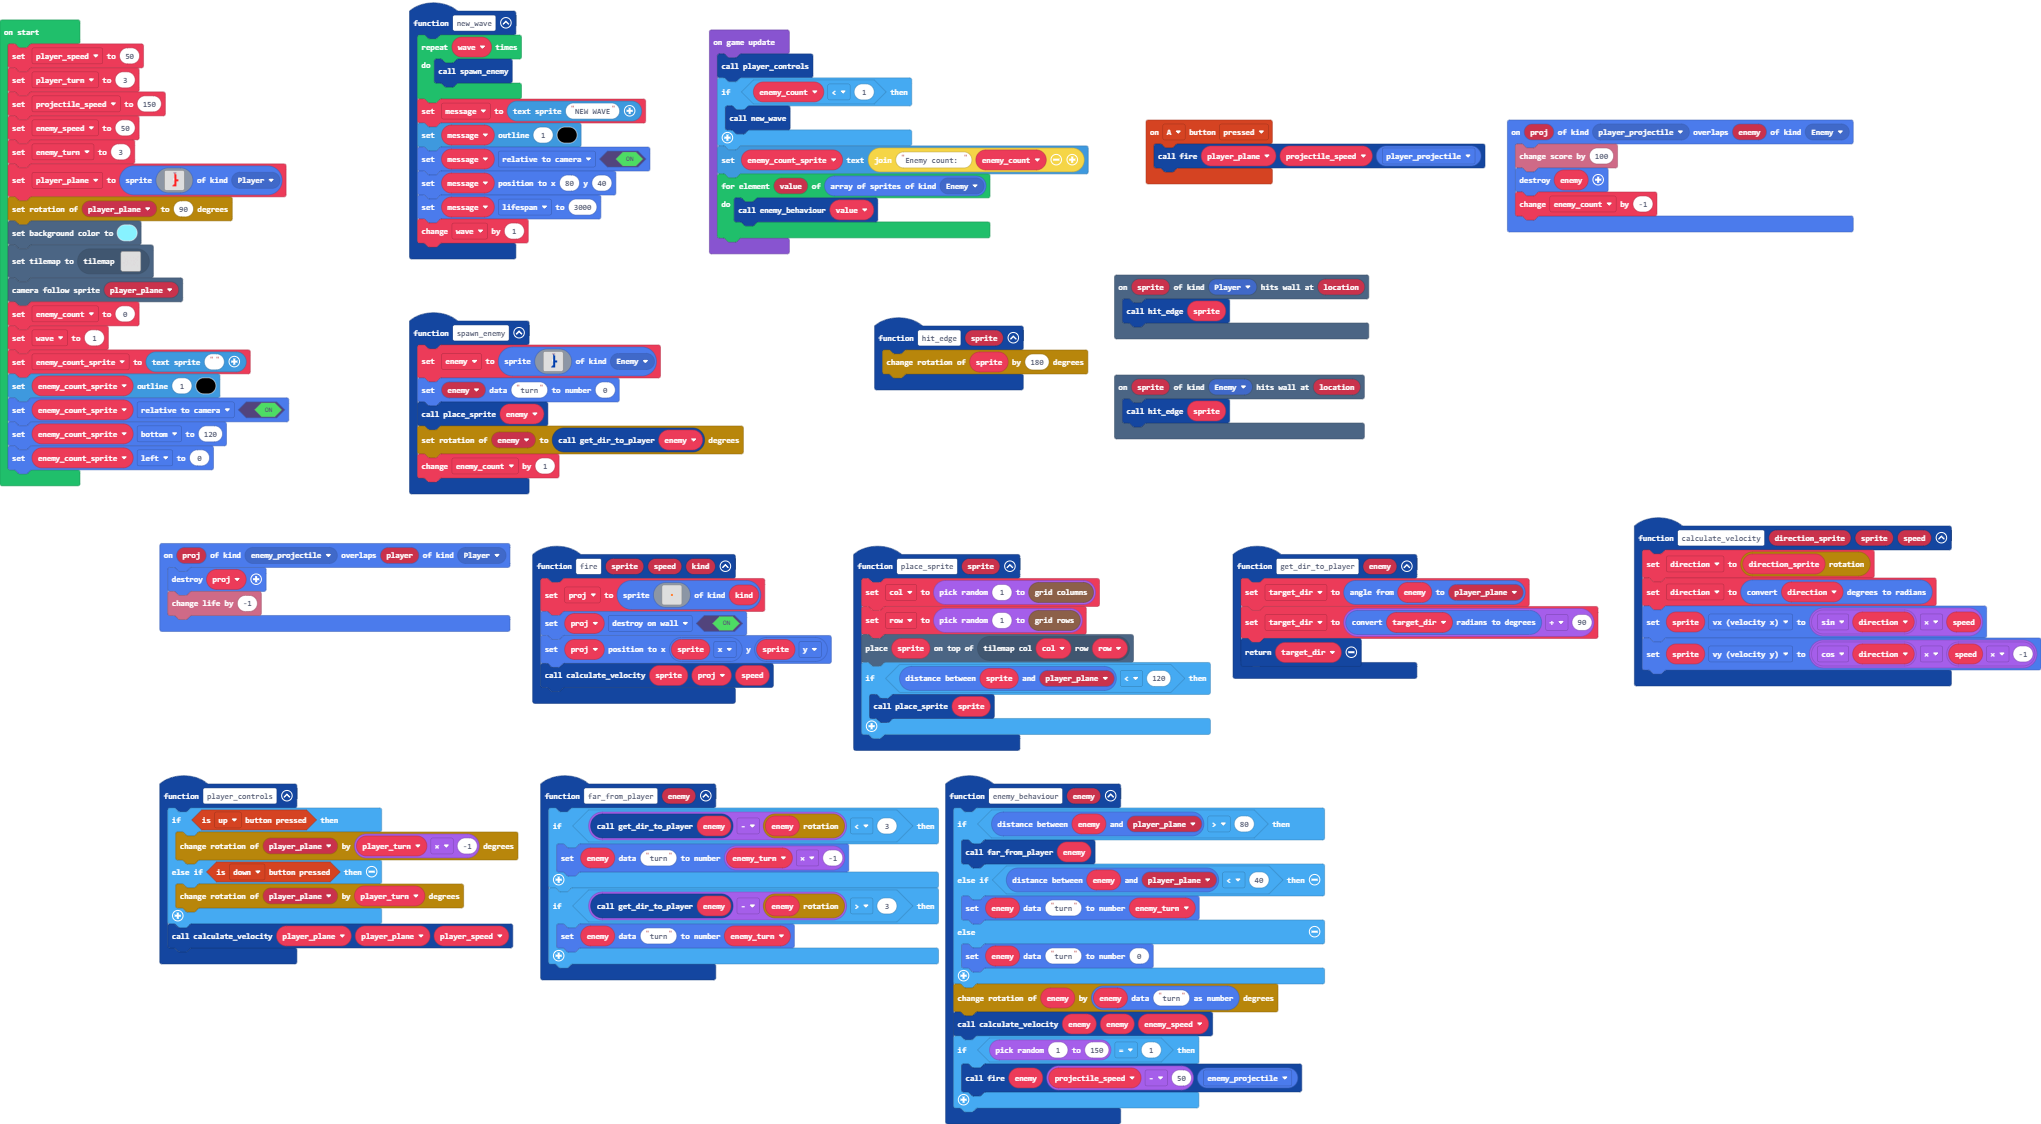 on start
set player_speed to 50
set player_turn to 3
set projectile_speed to 150
set enemy_speed to 50
set enemy_turn to 3
set player_plane to sprite of kind Player
set rotation of player_plane to 90 degrees
set background color to
set tilemap to tilemap
camera follow sprite player_plane
set enemy_count to 0
set wave to 1
set enemy_count_sprite to text sprite " "
set enemy_count_sprite outline 1
set enemy_count_sprite relative to camera ON
set enemy_count_sprite bottom to 120
set enemy_count_sprite left to 0
function new_wave
repeat wave times
do call spawn_enemy
set message to text sprite "NEW WAVE"
set message outline 1
set message relative to camera ON
set message position to x 80 y 40
set message lifespan to 3000
change wave by 1
function spawn_enemy
set enemy to sprite of kind Enemy
set enemy data "turn" to number 0
call place_sprite enemy
set rotation of enemy to call get_dir_to_player enemy degrees
change enemy_count by 1
on game update
call player_controls
if enemy_count < 1 then
call new_wave
set enemy_count_sprite text join "Enemy count: " enemy_count
for element value of array of sprites of kind Enemy
do call enemy_behaviour value
function hit_edge sprite
change rotation of sprite by 180 degrees
on A button pressed
call fire player_plane projectile_speed player_projectile
on sprite of kind Player hits wall at location
call hit_edge sprite
on sprite of kind Enemy hits wall at location
call hit_edge sprite
on proj of kind player_projectile overlaps enemy of kind Enemy
change score by 100
destroy enemy
change enemy_count by -1
on proj of kind enemy_projectile overlaps player of kind Player
destroy proj
change life by -1
function fire sprite speed kind
set proj to sprite of kind kind
set proj destroy on wall ON
set proj position to x sprite x y sprite y
call calculate_velocity sprite proj speed
function place_sprite sprite
set col to pick random 1 to grid columns
set row to pick random 1 to grid rows
place sprite on top of tilemap col col row row
if distance between sprite and player_plane < 120 then
call place_sprite sprite
function get_dir_to_player enemy
set target_dir to angle from enemy to player_plane
set target_dir to convert target_dir radians to degrees + 90
return target_dir
function calculate_velocity direction_sprite sprite speed
set direction to direction_sprite rotation
set direction to convert direction degrees to radians
set sprite vx (velocity x) to sin direction × speed
set sprite vy (velocity y) to cos direction × speed × -1
function player_controls
if is up button pressed then
change rotation of player_plane by player_turn × -1 degrees
else if is down button pressed then
change rotation of player_plane by player_turn degrees
call calculate_velocity player_plane player_plane player_speed
function far_from_player enemy
if call get_dir_to_player enemy - enemy rotation < 3 then
set enemy data "turn" to number enemy_turn × -1
if call get_dir_to_player enemy - enemy rotation > 3 then
set enemy data "turn" to number enemy_turn
function enemy_behaviour enemy
if distance between enemy and player_plane > 80 then
call far_from_player enemy
else if distance between enemy and player_plane < 40 then
set enemy data "turn" to number enemy_turn
else
set enemy data "turn" to number 0
change rotation of enemy by enemy data "turn" as number degrees
call calculate_velocity enemy enemy enemy_speed
if pick random 1 to 150 = 1 then
call fire enemy projectile_speed - 50 enemy_projectile